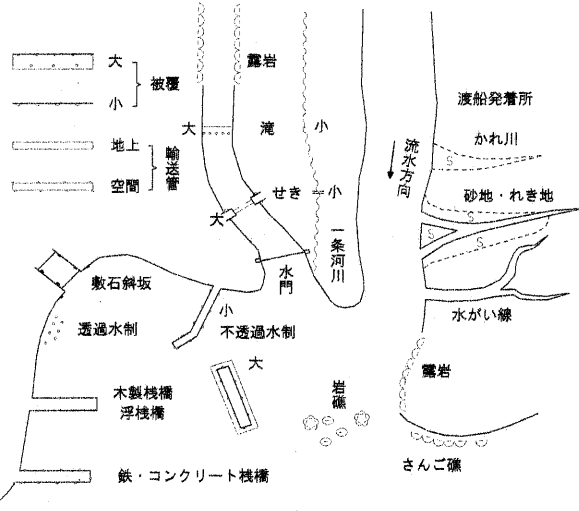 大
被覆
小
地上
輸送管
空間
露岩
大
滝
小
せき
小
大
一条河川
水門
流水方向
渡船発着所
かれ川
S
砂地・れき地
S
S
S
水がい線
敷石斜坂
透過水制
小
不透過水制
大
木製桟橋
浮桟橋
鉄・コンクリート桟橋
岩礁
露岩
さんご礁